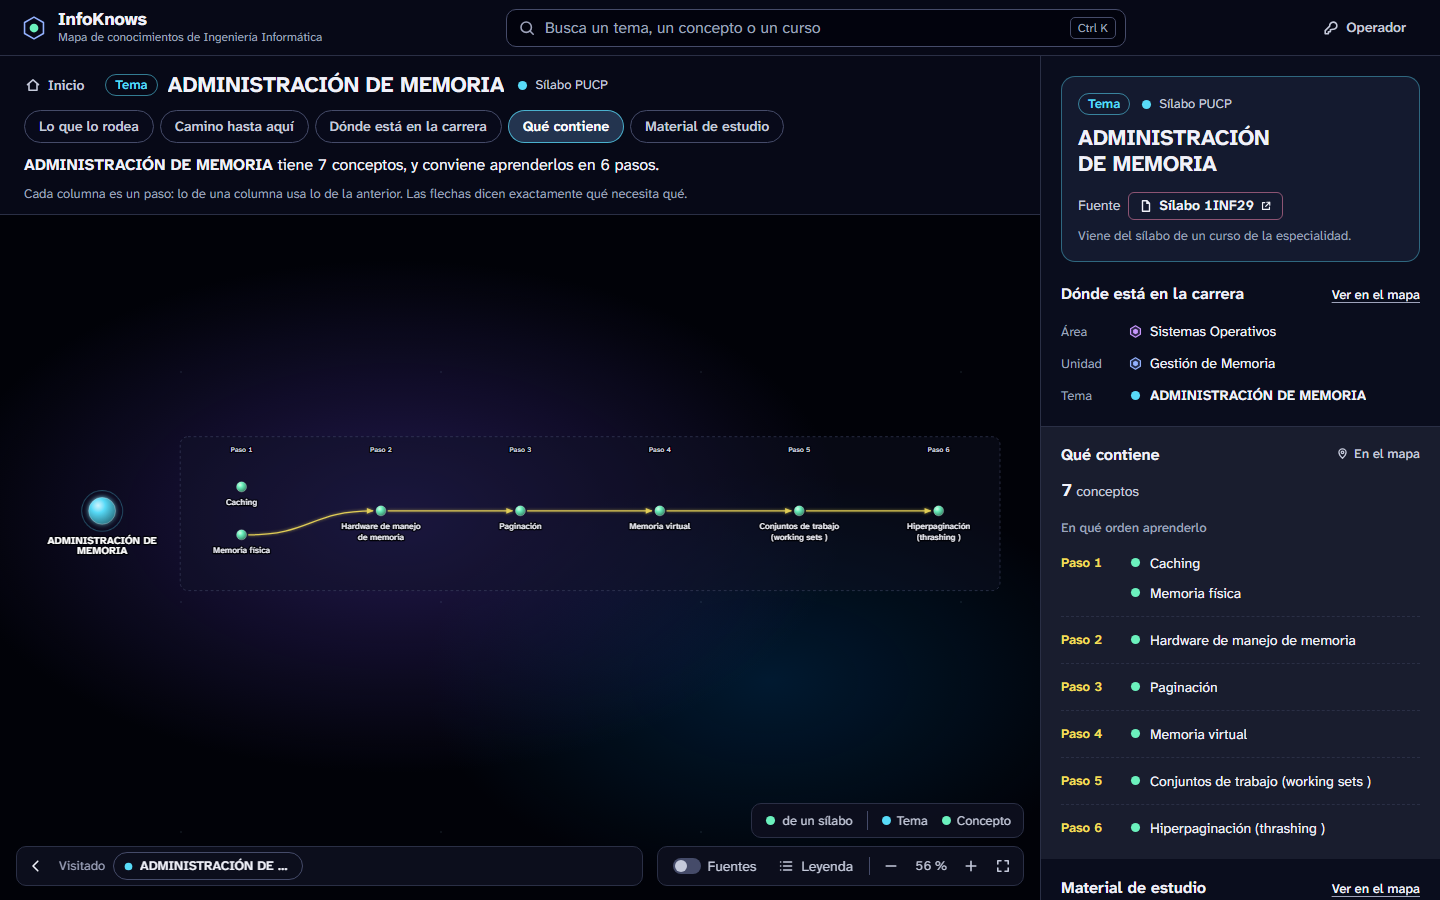 InfoKnows
Mapa de conocimientos de Ingeniería Informática
Busca un tema, un concepto o un curso
Ctrl K
Operador
Inicio
Tema
ADMINISTRACIÓN DE MEMORIA
Sílabo PUCP
Lo que lo rodea
Camino hasta aquí
Dónde está en la carrera
Qué contiene
Material de estudio
ADMINISTRACIÓN DE MEMORIA tiene 7 conceptos, y conviene aprenderlos en 6 pasos.
Cada columna es un paso: lo de una columna usa lo de la anterior. Las flechas dicen exactamente qué necesita qué.
Paso 1
Paso 2
Paso 3
Paso 4
Paso 5
Paso 6
Caching
Memoria física
Hardware de manejo
de memoria
Paginación
Memoria virtual
Conjuntos de trabajo
(working sets )
Hiperpaginación
(thrashing )
ADMINISTRACIÓN DE
MEMORIA
de un sílabo
Tema
Concepto
Visitado
ADMINISTRACIÓN DE ...
Fuentes
Leyenda
56 %
Tema
Sílabo PUCP
ADMINISTRACIÓN
DE MEMORIA
Fuente
Sílabo 1INF29
Viene del sílabo de un curso de la especialidad.
Dónde está en la carrera
Ver en el mapa
Área
Sistemas Operativos
Unidad
Gestión de Memoria
Tema
ADMINISTRACIÓN DE MEMORIA
Qué contiene
En el mapa
7 conceptos
En qué orden aprenderlo
Paso 1
Caching
Memoria física
Paso 2
Hardware de manejo de memoria
Paso 3
Paginación
Paso 4
Memoria virtual
Paso 5
Conjuntos de trabajo (working sets )
Paso 6
Hiperpaginación (thrashing )
Material de estudio
Ver en el mapa